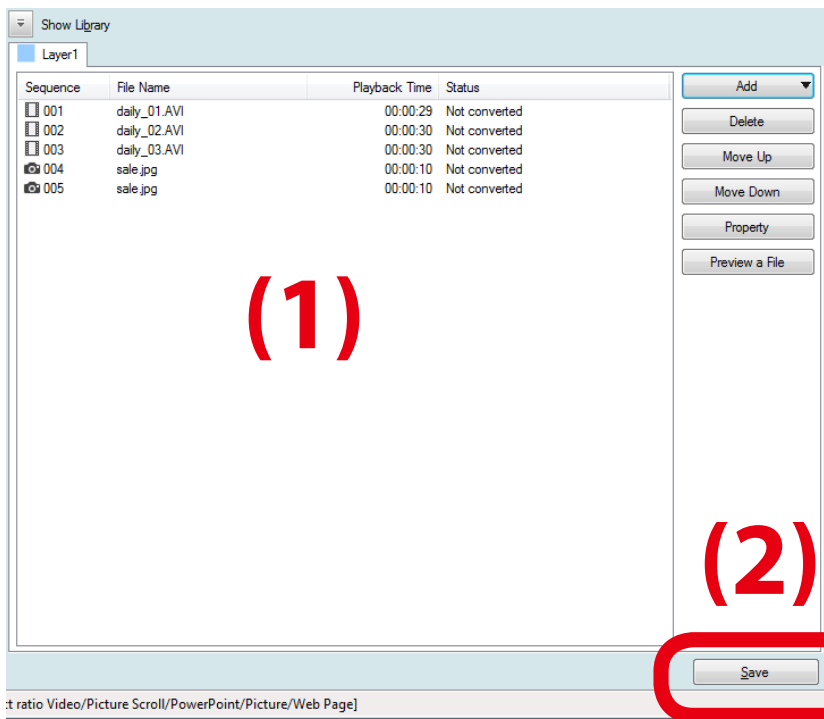 Show Library
Layer1
Sequence File Name Playback Time Status
001 daily_01.AVI 00:00:29 Not converted
002 daily_02.AVI 00:00:30 Not converted
003 daily_03.AVI 00:00:30 Not converted
004 sale.jpg 00:00:10 Not converted
005 sale.jpg 00:00:10 Not converted
Add
Delete
Move Up
Move Down
Property
Preview a File
(1)
(2)
Save
ct ratio Video/Picture Scroll/PowerPoint/Picture/Web Page]